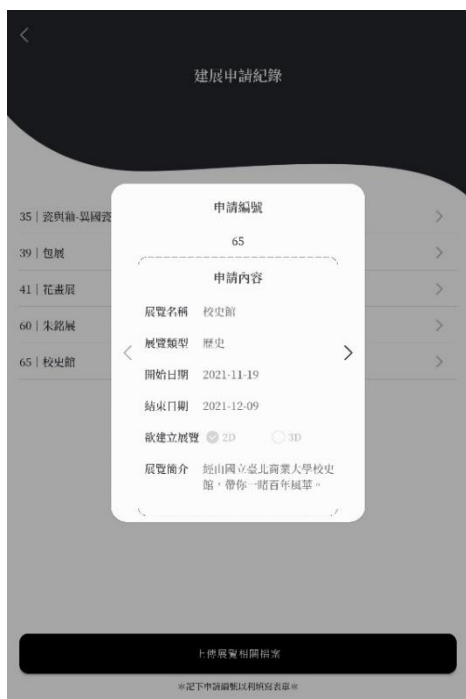 建展申請紀錄
35 | 瓷與釉-異國瓷
39 | 包展
41 | 花畫展
60 | 朱銘展
65 | 校史館
申請編號
65
申請內容
展覽名稱 校史館
展覽類型 歷史
開始日期 2021-11-19
結束日期 2021-12-09
欲建立展覽 2D 3D
展覽簡介 經由國立臺北商業大學校史
館，帶你一睹百年風華。
上傳展覽相關檔案
※記下申請編號以利填寫表單※